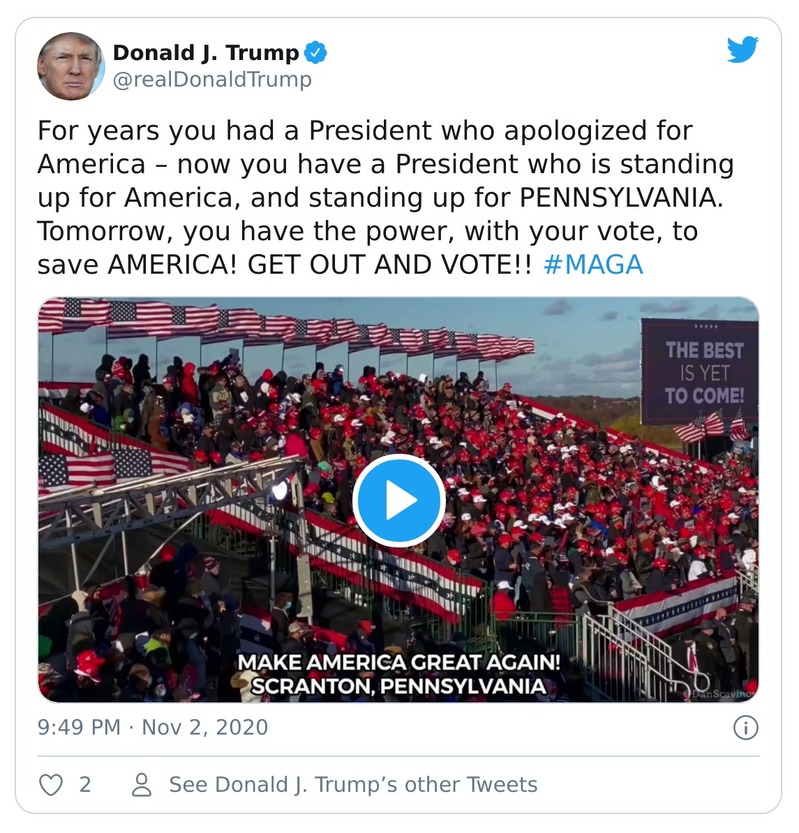 Donald J. Trump
@realDonaldTrump
For years you had a President who apologized for
America – now you have a President who is standing
up for America, and standing up for PENNSYLVANIA.
Tomorrow, you have the power, with your vote, to
save AMERICA! GET OUT AND VOTE!! #MAGA
THE BEST
IS YET
TO COME!
MAKE AMERICA GREAT AGAIN!
SCRANTON, PENNSYLVANIA
@DanScavino
9:49 PM · Nov 2, 2020
2
See Donald J. Trump’s other Tweets